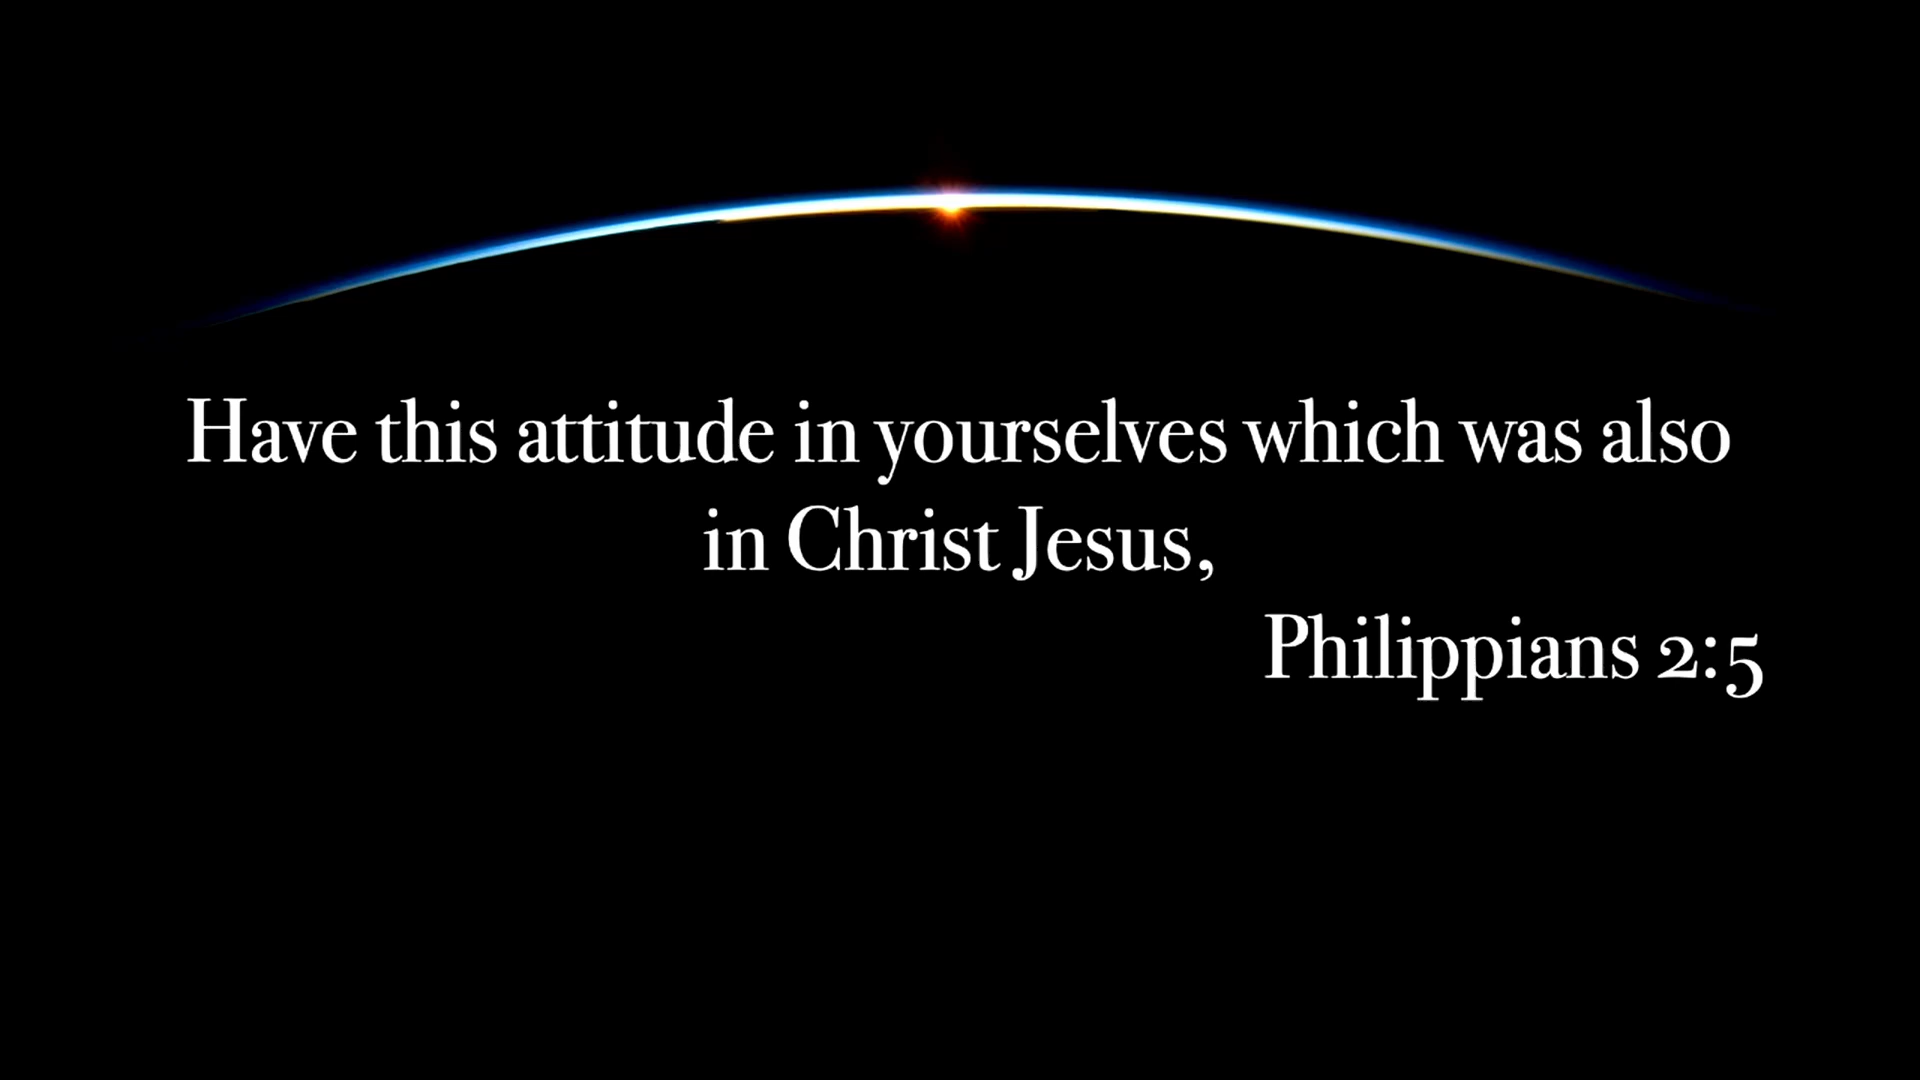 Have this attitude in yourselves which was also
in Christ Jesus,
Philippians 2:5